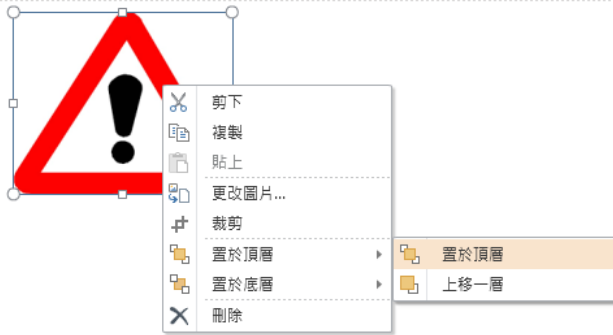 剪下
複製
貼上
更改圖片...
裁剪
置於頂層
置於頂層
置於底層
上移一層
刪除